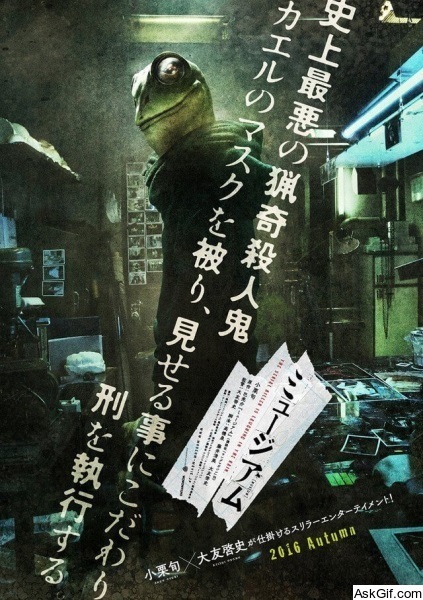 史上最悪の猟奇殺人鬼
カエルのマスクを被り、見せる事にこだわり
刑を執行する。
ミュージアム
小栗旬
小栗旬×大友啓史が仕掛けるスリラーエンターテイメント!
2016 Autumn
AskGif.com